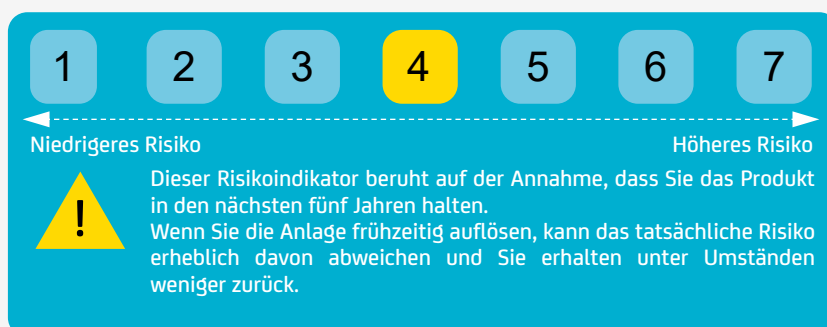 1 2 3 4 5 6 7
Niedrigeres Risiko Höheres Risiko
Dieser Risikoindikator beruht auf der Annahme, dass Sie das Produkt
in den nächsten fünf Jahren halten.
!
Wenn Sie die Anlage frühzeitig auflösen, kann das tatsächliche Risiko
erheblich davon abweichen und Sie erhalten unter Umständen
weniger zurück.